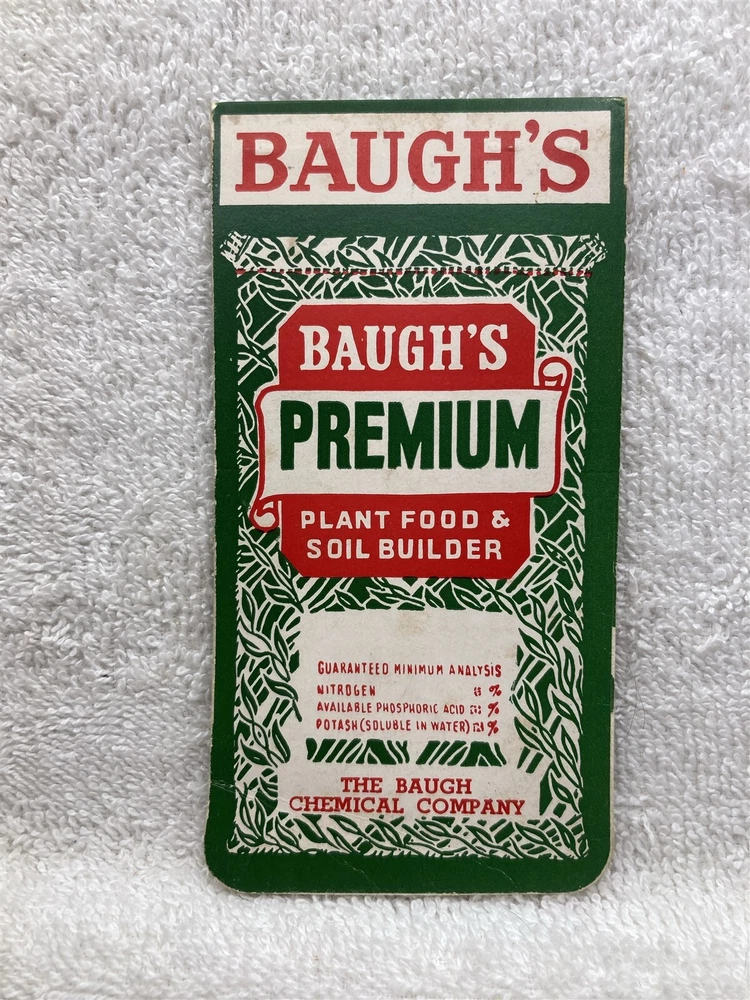 BAUGH'S
BAUGH'S
PREMIUM
PLANT FOOD &
SOIL BUILDER
GUARANTEED MINIMUM ANALYSIS
NITROGEN %
AVAILABLE PHOSPHORIC ACID %
POTASH (SOLUBLE IN WATER) %
THE BAUGH
CHEMICAL COMPANY